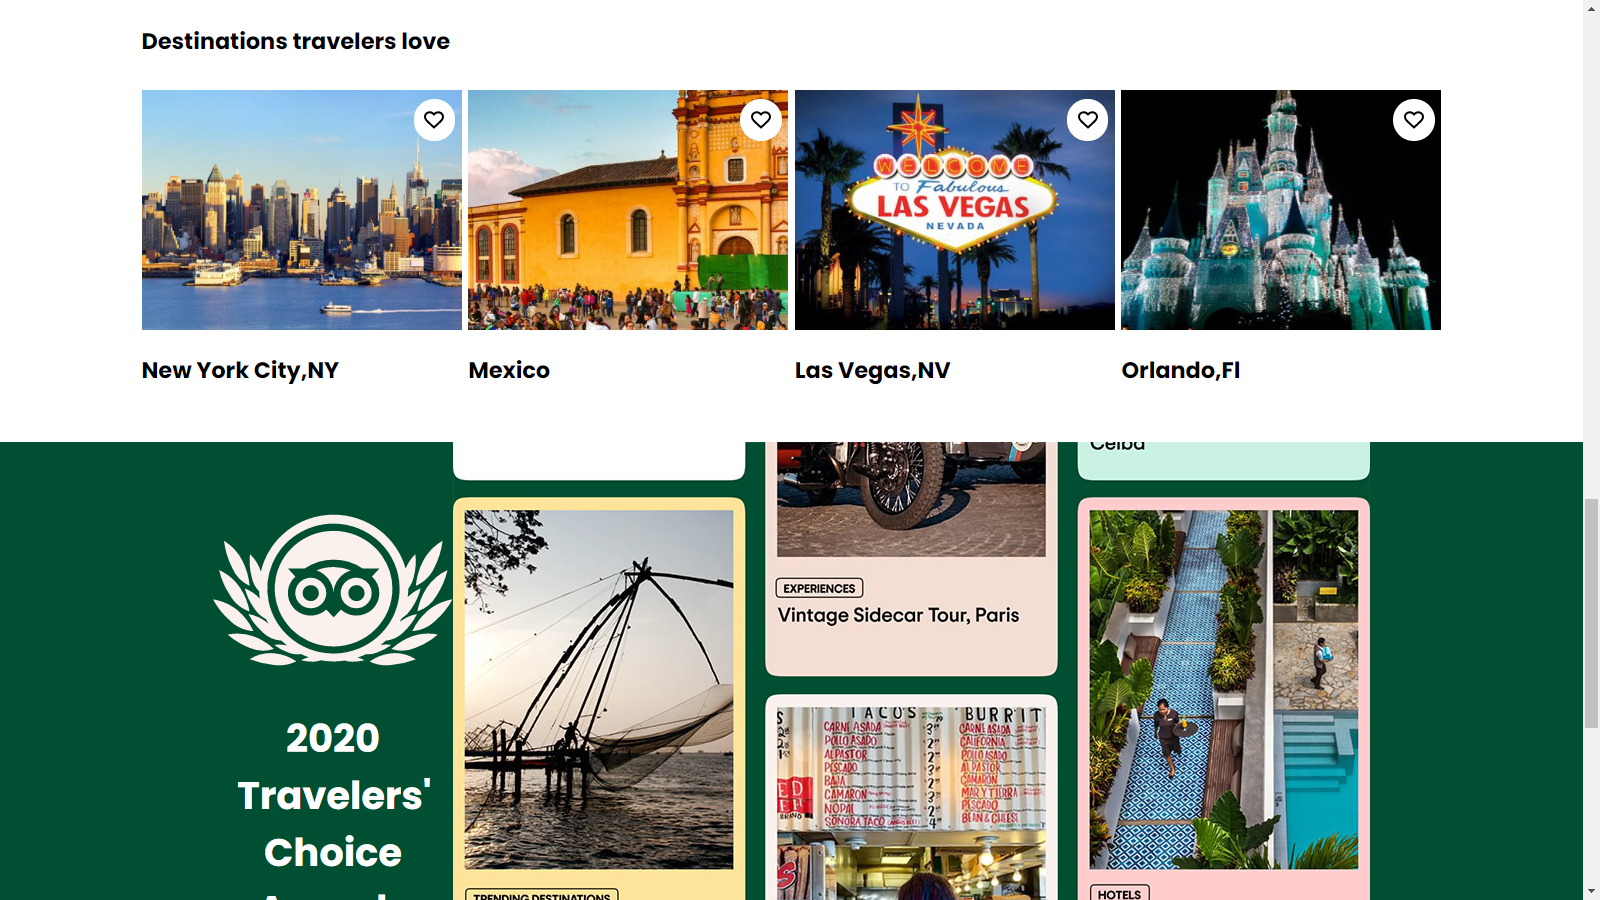 Destinations travelers love
WELCOME
TO Fabulous
LAS VEGAS
NEVADA
New York City,NY
Mexico
Las Vegas,NV
Orlando,Fl
Ceiba
EXPERIENCES
Vintage Sidecar Tour, Paris
TACOS
BURRIT
CARNE ASADA
CARNE ASADA
POLLO ASADO
CALIFORNIA
AL PASTOR
POLLO ASADO
PESCADO
AL PASTOR
BAJA
CAMARON
CAMARON
MAR Y TIERRA
NOPAL
PESCADO
SONORA TACO
BEAN & CHEESE
BRAND
2020
Travelers'
Choice
TRENDING DESTINATIONS
HOTELS